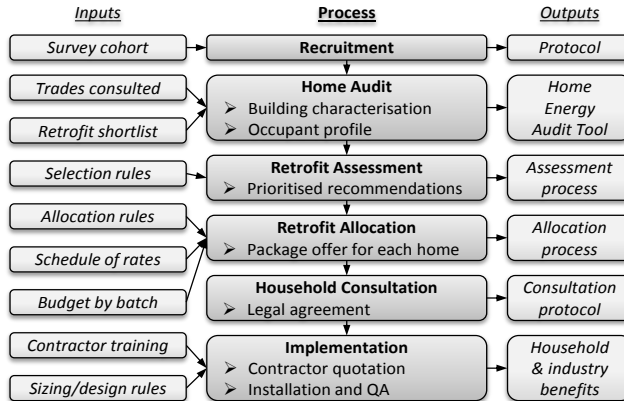 Inputs
Process
Outputs
Survey cohort
Recruitment
Protocol
Trades consulted
Retrofit shortlist
Home Audit
➢ Building characterisation
➢ Occupant profile
Home
Energy
Audit Tool
Selection rules
Retrofit Assessment
➢ Prioritised recommendations
Assessment
process
Allocation rules
Schedule of rates
Budget by batch
Retrofit Allocation
➢ Package offer for each home
Allocation
process
Household Consultation
➢ Legal agreement
Consultation
protocol
Contractor training
Sizing/design rules
Implementation
➢ Contractor quotation
➢ Installation and QA
Household
& industry
benefits